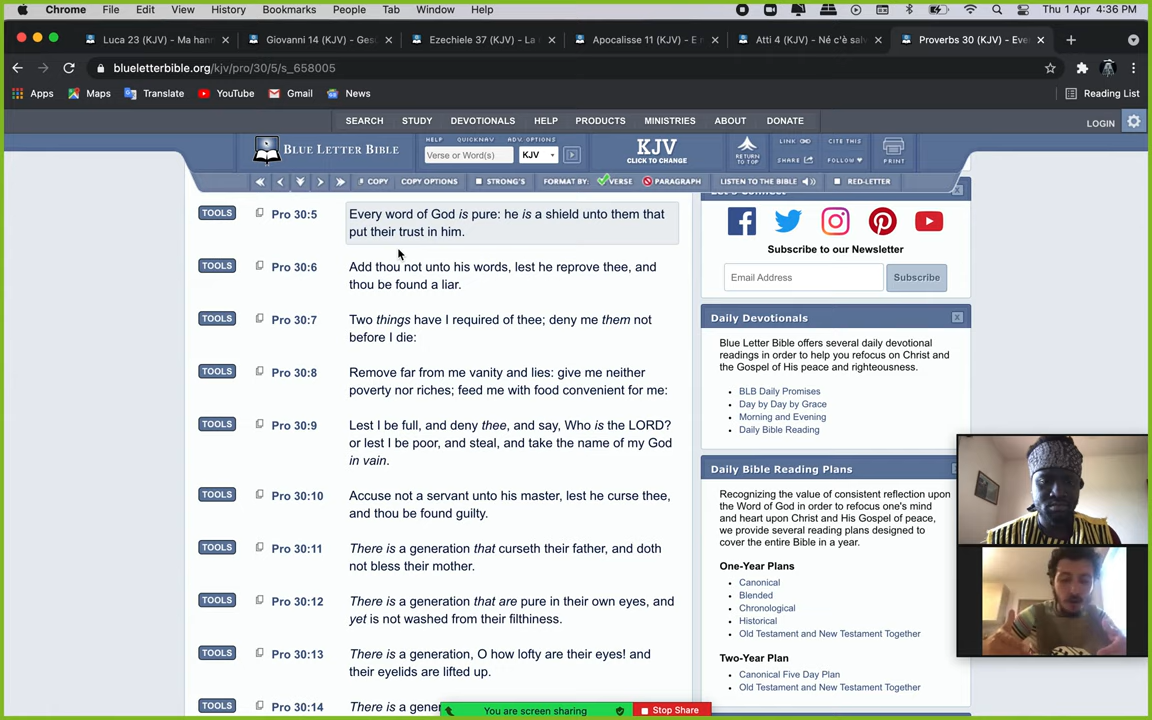 Chrome File Edit View History Bookmarks People Tab Window Help Thu 1 Apr 4:36 PM
Luca 23 (KJV) - Ma han
Giovanni 14 (KJV) - Ges
Ezechiele 37 (KJV) - La
Apocalisse 11 (KJV) - E
Atti 4 (KJV) - Né c'è sal
Proverbs 30 (KJV) - Eve
blueletterbible.org/kjv/pro/30/5/s_658005
Apps Maps Translate YouTube Gmail News Reading List
SEARCH STUDY DEVOTIONALS HELP PRODUCTS MINISTRIES ABOUT DONATE LOGIN
BLUE LETTER BIBLE
HELP QUICKNAV ADV. OPTIONS
Verse or Word(s) KJV
KJV
CLICK TO CHANGE
RETURN
TO TOP
LINK CITE THIS
SHARE FOLLOW
PRINT
COPY COPY OPTIONS STRONG'S FORMAT BY: VERSE PARAGRAPH LISTEN TO THE BIBLE RED-LETTER
TOOLS Pro 30:5 Every word of God is pure: he is a shield unto them that
put their trust in him.
TOOLS Pro 30:6 Add thou not unto his words, lest he reprove thee, and
thou be found a liar.
TOOLS Pro 30:7 Two things have I required of thee; deny me them not
before I die:
TOOLS Pro 30:8 Remove far from me vanity and lies: give me neither
poverty nor riches; feed me with food convenient for me:
TOOLS Pro 30:9 Lest I be full, and deny thee, and say, Who is the LORD?
or lest I be poor, and steal, and take the name of my God
in vain.
TOOLS Pro 30:10 Accuse not a servant unto his master, lest he curse thee,
and thou be found guilty.
TOOLS Pro 30:11 There is a generation that curseth their father, and doth
not bless their mother.
TOOLS Pro 30:12 There is a generation that are pure in their own eyes, and
yet is not washed from their filthiness.
TOOLS Pro 30:13 There is a generation, O how lofty are their eyes! and
their eyelids are lifted up.
TOOLS Pro 30:14 There is a gener
Let's Connect
Subscribe to our Newsletter
Email Address Subscribe
Daily Devotionals
Blue Letter Bible offers several daily devotional
readings in order to help you refocus on Christ and
the Gospel of His peace and righteousness.
BLB Daily Promises
Day by Day by Grace
Morning and Evening
Daily Bible Reading
Daily Bible Reading Plans
Recognizing the value of consistent reflection upon
the Word of God in order to refocus one's mind
and heart upon Christ and His Gospel of peace,
we provide several reading plans designed to
cover the entire Bible in a year.
One-Year Plans
Canonical
Blended
Chronological
Historical
Old Testament and New Testament Together
Two-Year Plan
Canonical Five Day Plan
Old Testament and New Testament Together
You are screen sharing Stop Share